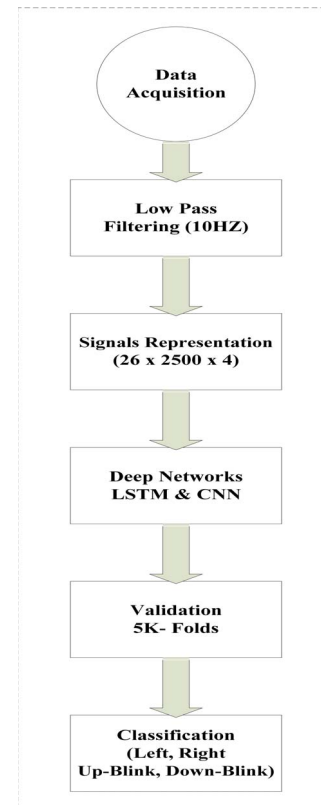 Data
Acquisition
Low Pass
Filtering (10HZ)
Signals Representation
(26 x 2500 x 4)
Deep Networks
LSTM & CNN
Validation
5K- Folds
Classification
(Left, Right
Up-Blink, Down-Blink)